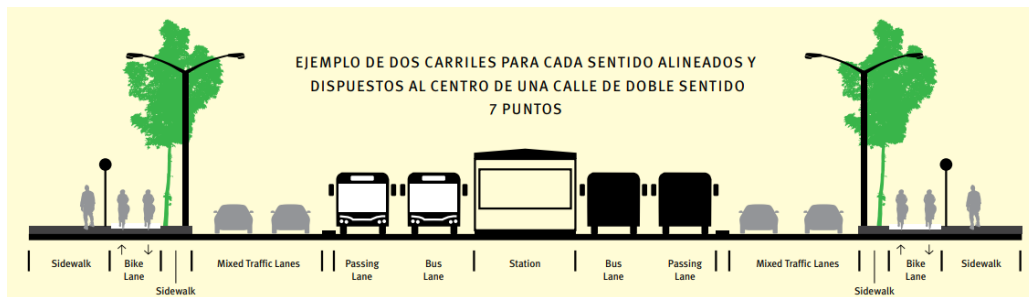 EJEMPLO DE DOS CARRILES PARA CADA SENTIDO ALINEADOS Y
DISPUESTOS AL CENTRO DE UNA CALLE DE DOBLE SENTIDO
7 PUNTOS
Sidewalk
Bike
Lane
Sidewalk
Mixed Traffic Lanes
Passing
Lane
Bus
Lane
Station
Bus
Lane
Passing
Lane
Mixed Traffic Lanes
Sidewalk
Bike
Lane
Sidewalk